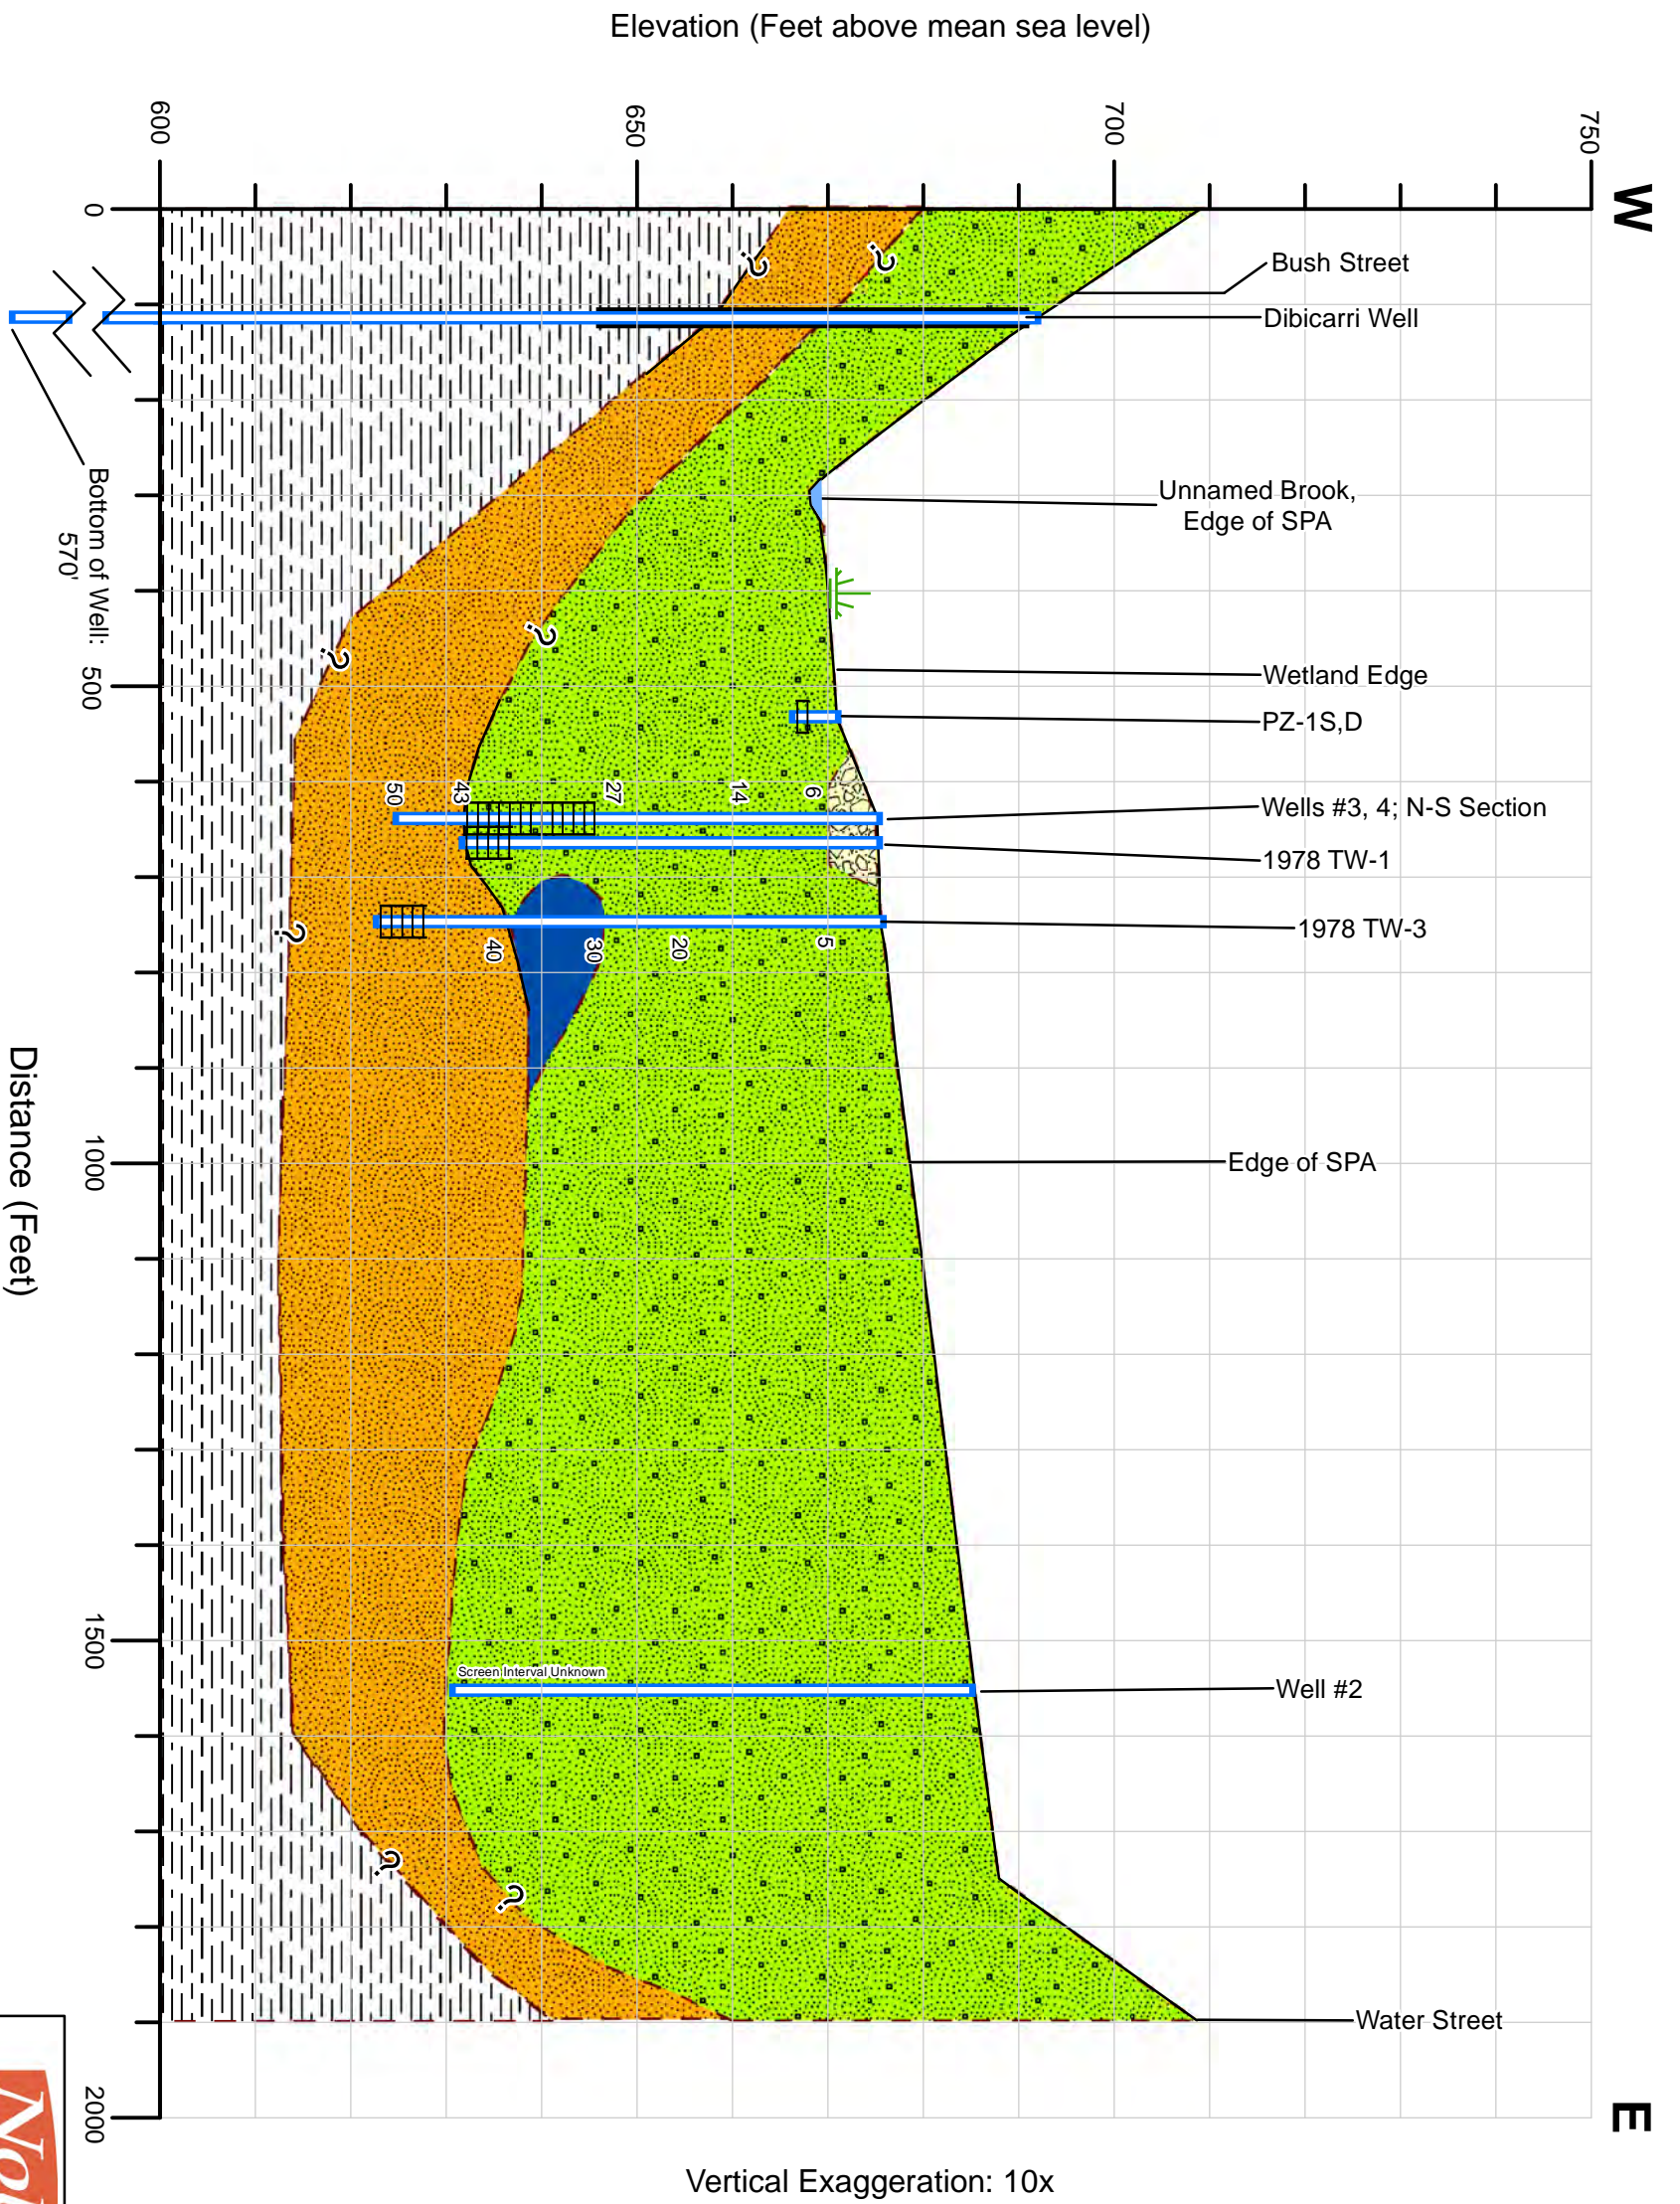 Elevation (Feet above mean sea level)
W
750
700
650
600
0
Bush Street
Dibicarri Well
Unnamed Brook,
Edge of SPA
Bottom of Well:
570'
500
Wetland Edge
PZ-1S,D
Wells #3, 4; N-S Section
1978 TW-1
1978 TW-3
6
14
27
43
50
5
20
30
40
?
?
?
?
?
?
?
Edge of SPA
1000
Distance (Feet)
1500
Screen Interval Unknown
Well #2
Water Street
2000
E
Vertical Exaggeration: 10x